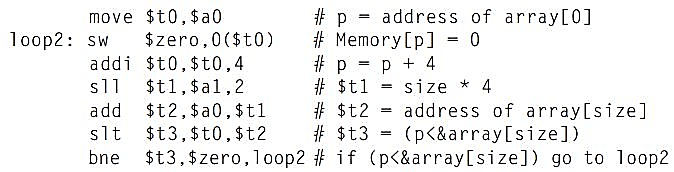 move $t0,$a0 # p = address of array[0]
loop2: sw $zero,0($t0) # Memory[p] = 0
addi $t0,$t0,4 # p = p + 4
sll $t1,$a1,2 # $t1 = size * 4
add $t2,$a0,$t1 # $t2 = address of array[size]
slt $t3,$t0,$t2 # $t3 = (p<&array[size])
bne $t3,$zero,loop2 # if (p<&array[size]) go to loop2